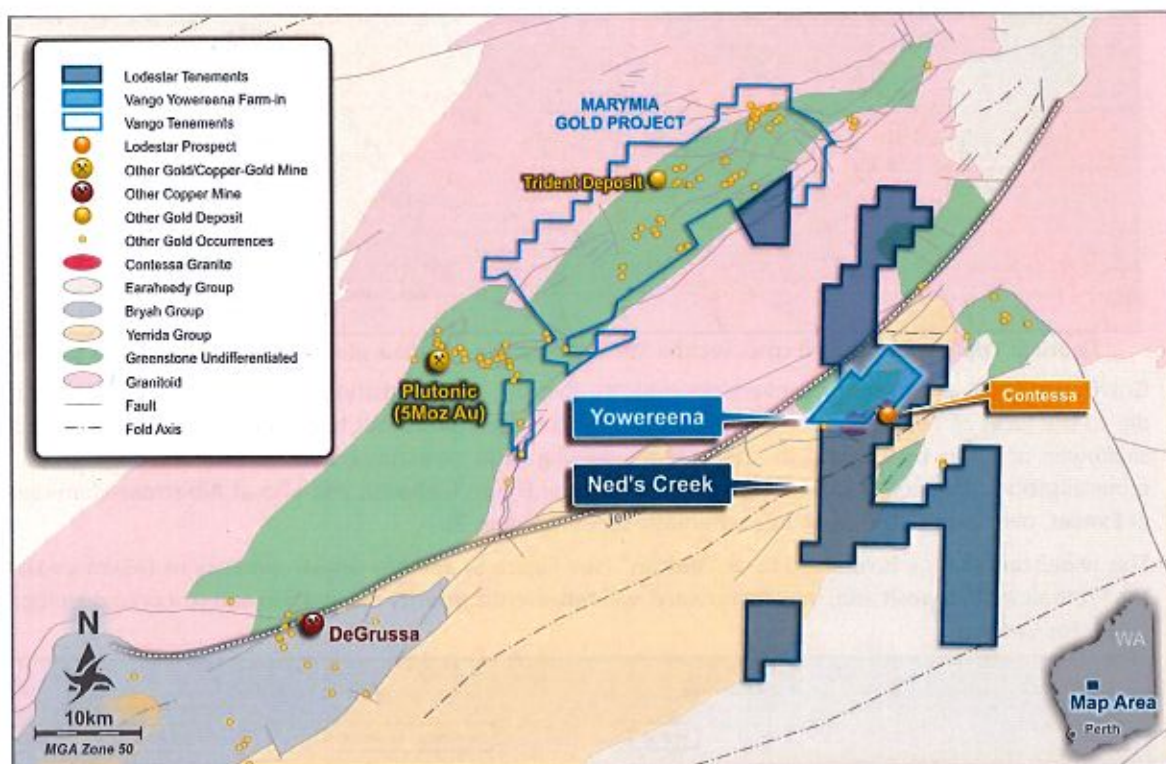 Lodestar Tenements
Vango Yowereena Farm-in
Vango Tenements
Lodestar Prospect
Other Gold/Copper-Gold Mine
Other Copper Mine
Other Gold Deposit
Other Gold Occurrences
Contessa Granite
Earaheedy Group
Bryah Group
Yerrida Group
Greenstone Undifferentiated
Granitoid
Fault
Fold Axis
MARYMIA
GOLD PROJECT
Trident Deposit
Plutonic
(5Moz Au)
Yowereena
Contessa
Ned's Creek
DeGrussa
N
10km
MGA Zone 50
WA
Map Area
Perth